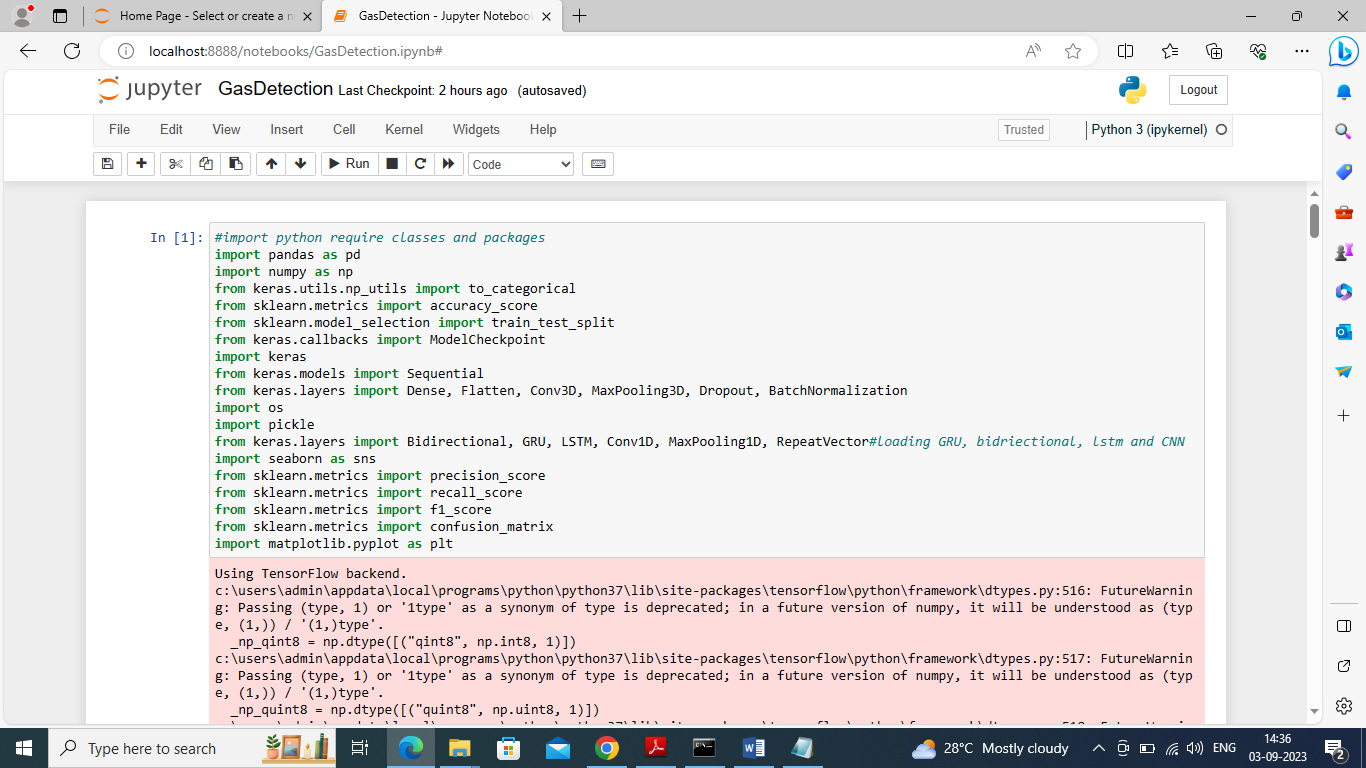 Home Page - Select or create a n
GasDetection - Jupyter Noteboo
localhost:8888/notebooks/GasDetection.ipynb#
jupyter GasDetection Last Checkpoint: 2 hours ago (autosaved)
Logout
File Edit View Insert Cell Kernel Widgets Help
Trusted
Python 3 (ipykernel)
Run
Code
In [1]:
#import python require classes and packages
import pandas as pd
import numpy as np
from keras.utils.np_utils import to_categorical
from sklearn.metrics import accuracy_score
from sklearn.model_selection import train_test_split
from keras.callbacks import ModelCheckpoint
import keras
from keras.models import Sequential
from keras.layers import Dense, Flatten, Conv3D, MaxPooling3D, Dropout, BatchNormalization
import os
import pickle
from keras.layers import Bidirectional, GRU, LSTM, Conv1D, MaxPooling1D, RepeatVector#loading GRU, bidriectional, lstm and CNN
import seaborn as sns
from sklearn.metrics import precision_score
from sklearn.metrics import recall_score
from sklearn.metrics import f1_score
from sklearn.metrics import confusion_matrix
import matplotlib.pyplot as plt
Using TensorFlow backend.
c:\users\admin\appdata\local\programs\python\python37\lib\site-packages\tensorflow\python\framework\dtypes.py:516: FutureWarnin
g: Passing (type, 1) or '1type' as a synonym of type is deprecated; in a future version of numpy, it will be understood as (typ
e, (1,)) / '(1,)type'.
_np_qint8 = np.dtype([("qint8", np.int8, 1)])
c:\users\admin\appdata\local\programs\python\python37\lib\site-packages\tensorflow\python\framework\dtypes.py:517: FutureWarnin
g: Passing (type, 1) or '1type' as a synonym of type is deprecated; in a future version of numpy, it will be understood as (typ
e, (1,)) / '(1,)type'.
_np_quint8 = np.dtype([("quint8", np.uint8, 1)])
Type here to search
28°C Mostly cloudy
ENG
14:36
03-09-2023
2